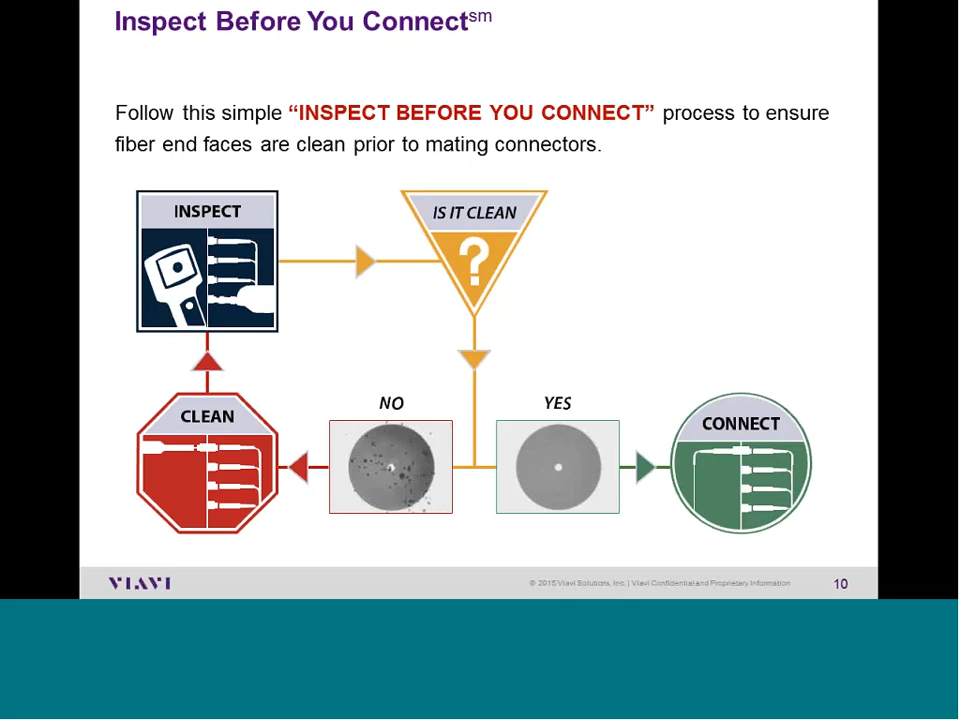 Inspect Before You Connectsm
Follow this simple “INSPECT BEFORE YOU CONNECT” process to ensure
fiber end faces are clean prior to mating connectors.
INSPECT
IS IT CLEAN
?
NO
YES
CLEAN
CONNECT
VIAVI
© 2015 Viavi Solutions, Inc. | Viavi Confidential and Proprietary Information
10